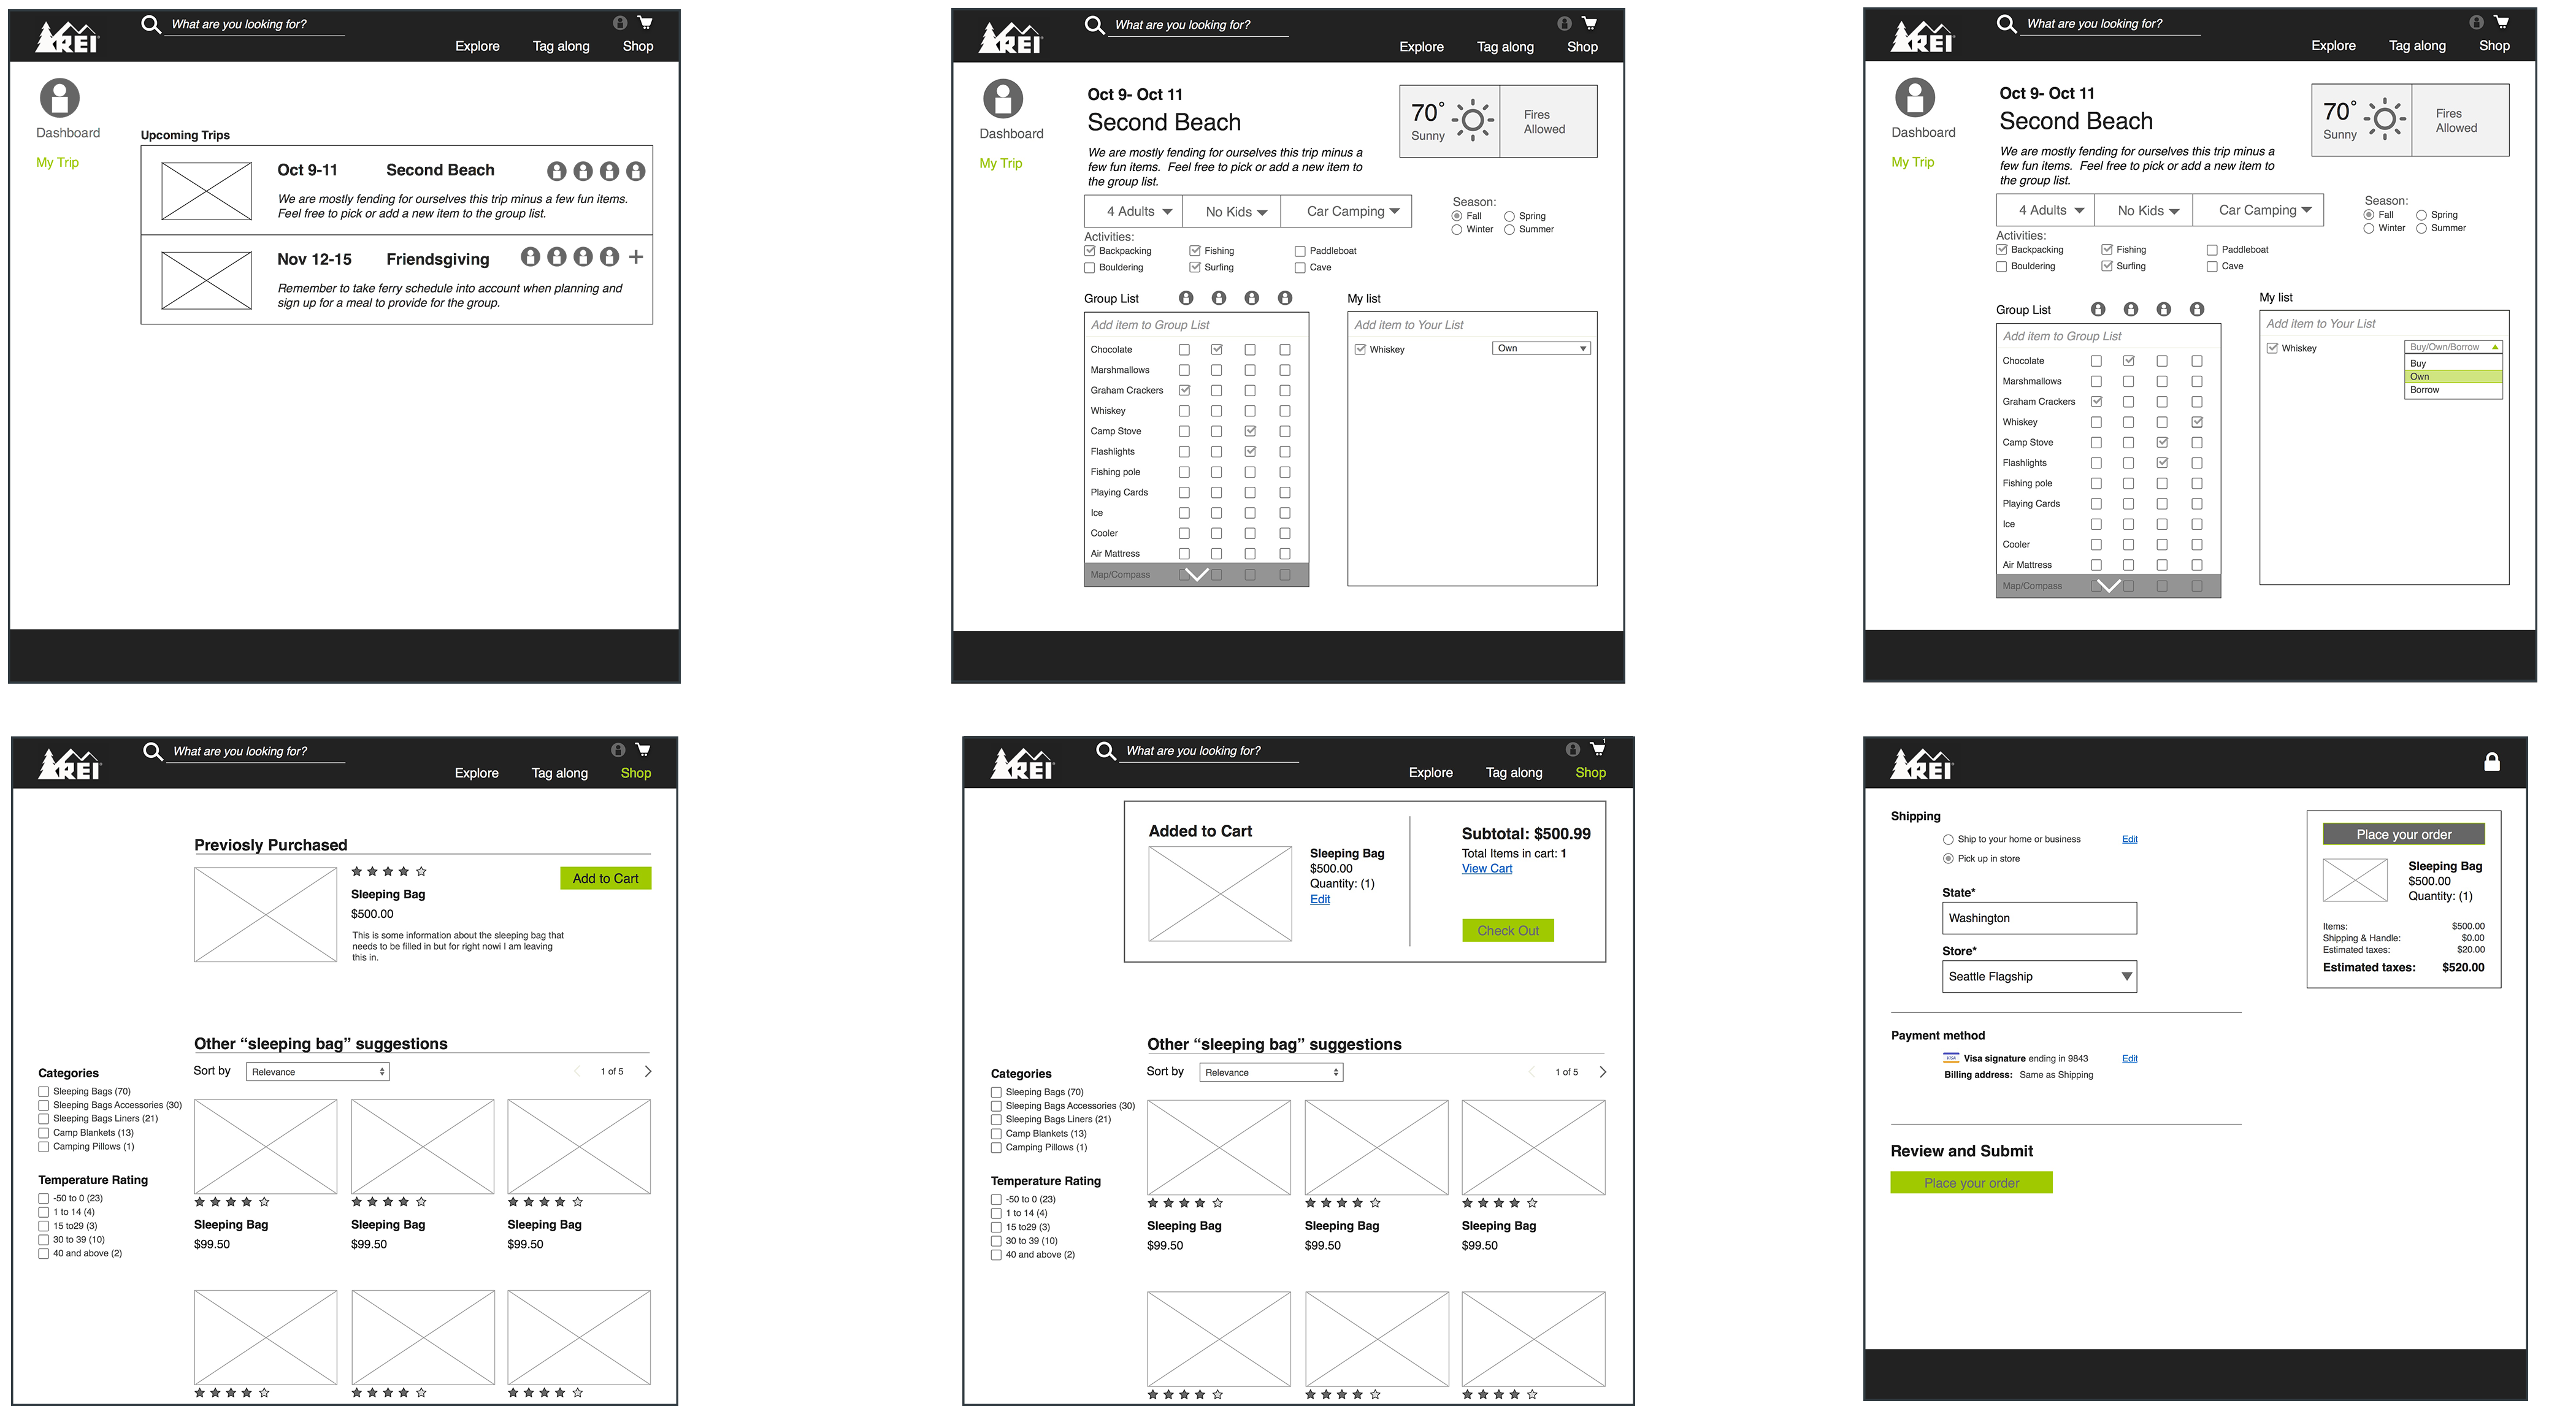 REI
What are you looking for?
Explore Tag along Shop
Dashboard
My Trip
Upcoming Trips
Oct 9-11 Second Beach
We are mostly fending for ourselves this trip minus a few fun items.
Feel free to pick or add a new item to the group list.
Nov 12-15 Friendsgiving
Remember to take ferry schedule into account when planning and
sign up for a meal to provide for the group.
REI
What are you looking for?
Explore Tag along Shop
Dashboard
My Trip
Oct 9- Oct 11
Second Beach
We are mostly fending for ourselves this trip minus a
few fun items. Feel free to pick or add a new item to
the group list.
70°
Sunny
Fires
Allowed
4 Adults No Kids Car Camping
Season:
Fall Spring
Winter Summer
Activities:
Backpacking Fishing Paddleboat
Bouldering Surfing Cave
Group List
Add item to Group List
Chocolate
Marshmallows
Graham Crackers
Whiskey
Camp Stove
Flashlights
Fishing pole
Playing Cards
Ice
Cooler
Air Mattress
Map/Compass
My list
Add item to Your List
Whiskey Own
REI
What are you looking for?
Explore Tag along Shop
Dashboard
My Trip
Oct 9- Oct 11
Second Beach
We are mostly fending for ourselves this trip minus a
few fun items. Feel free to pick or add a new item to
the group list.
70°
Sunny
Fires
Allowed
4 Adults No Kids Car Camping
Season:
Fall Spring
Winter Summer
Activities:
Backpacking Fishing Paddleboat
Bouldering Surfing Cave
Group List
Add item to Group List
Chocolate
Marshmallows
Graham Crackers
Whiskey
Camp Stove
Flashlights
Fishing pole
Playing Cards
Ice
Cooler
Air Mattress
Map/Compass
My list
Add item to Your List
Whiskey Buy/Own/Borrow
Buy
Own
Borrow
REI
What are you looking for?
Explore Tag along Shop
Previosly Purchased
Add to Cart
Sleeping Bag
$500.00
This is some information about the sleeping bag that
needs to be filled in but for right nowi I am leaving
this in.
Other “sleeping bag” suggestions
Sort by Relevance 1 of 5
Categories
Sleeping Bags (70)
Sleeping Bags Accessories (30)
Sleeping Bags Liners (21)
Camp Blankets (13)
Camping Pillows (1)
Temperature Rating
-50 to 0 (23)
1 to 14 (4)
15 to29 (3)
30 to 39 (10)
40 and above (2)
Sleeping Bag Sleeping Bag Sleeping Bag
$99.50 $99.50 $99.50
REI
What are you looking for?
1
Explore Tag along Shop
Added to Cart
Sleeping Bag
$500.00
Quantity: (1)
Edit
Subtotal: $500.99
Total Items in cart: 1
View Cart
Check Out
Other “sleeping bag” suggestions
Sort by Relevance 1 of 5
Categories
Sleeping Bags (70)
Sleeping Bags Accessories (30)
Sleeping Bags Liners (21)
Camp Blankets (13)
Camping Pillows (1)
Temperature Rating
-50 to 0 (23)
1 to 14 (4)
15 to29 (3)
30 to 39 (10)
40 and above (2)
Sleeping Bag Sleeping Bag Sleeping Bag
$99.50 $99.50 $99.50
REI
Shipping
Ship to your home or business Edit
Pick up in store
State*
Washington
Store*
Seattle Flagship
Payment method
VISA Visa signature ending in 9843 Edit
Billing address: Same as Shipping
Review and Submit
Place your order
Place your order
Sleeping Bag
$500.00
Quantity: (1)
Items: $500.00
Shipping & Handle: $0.00
Estimated taxes: $20.00
Estimated taxes: $520.00